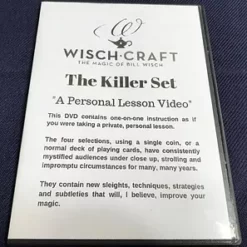 WISCH·CRAFT
THE MAGIC OF BILL WISCH
The Killer Set
"A Personal Lesson Video"
This DVD contains one-on-one instruction as if
you were taking a private, personal lesson.
The four selections, using a single coin, or a
normal deck of playing cards, have consistently
mystified audiences under close up, strolling and
impromptu circumstances for many, many years.
They contain new sleights, techniques, strategies
and subtleties that will, I believe, improve your
magic.